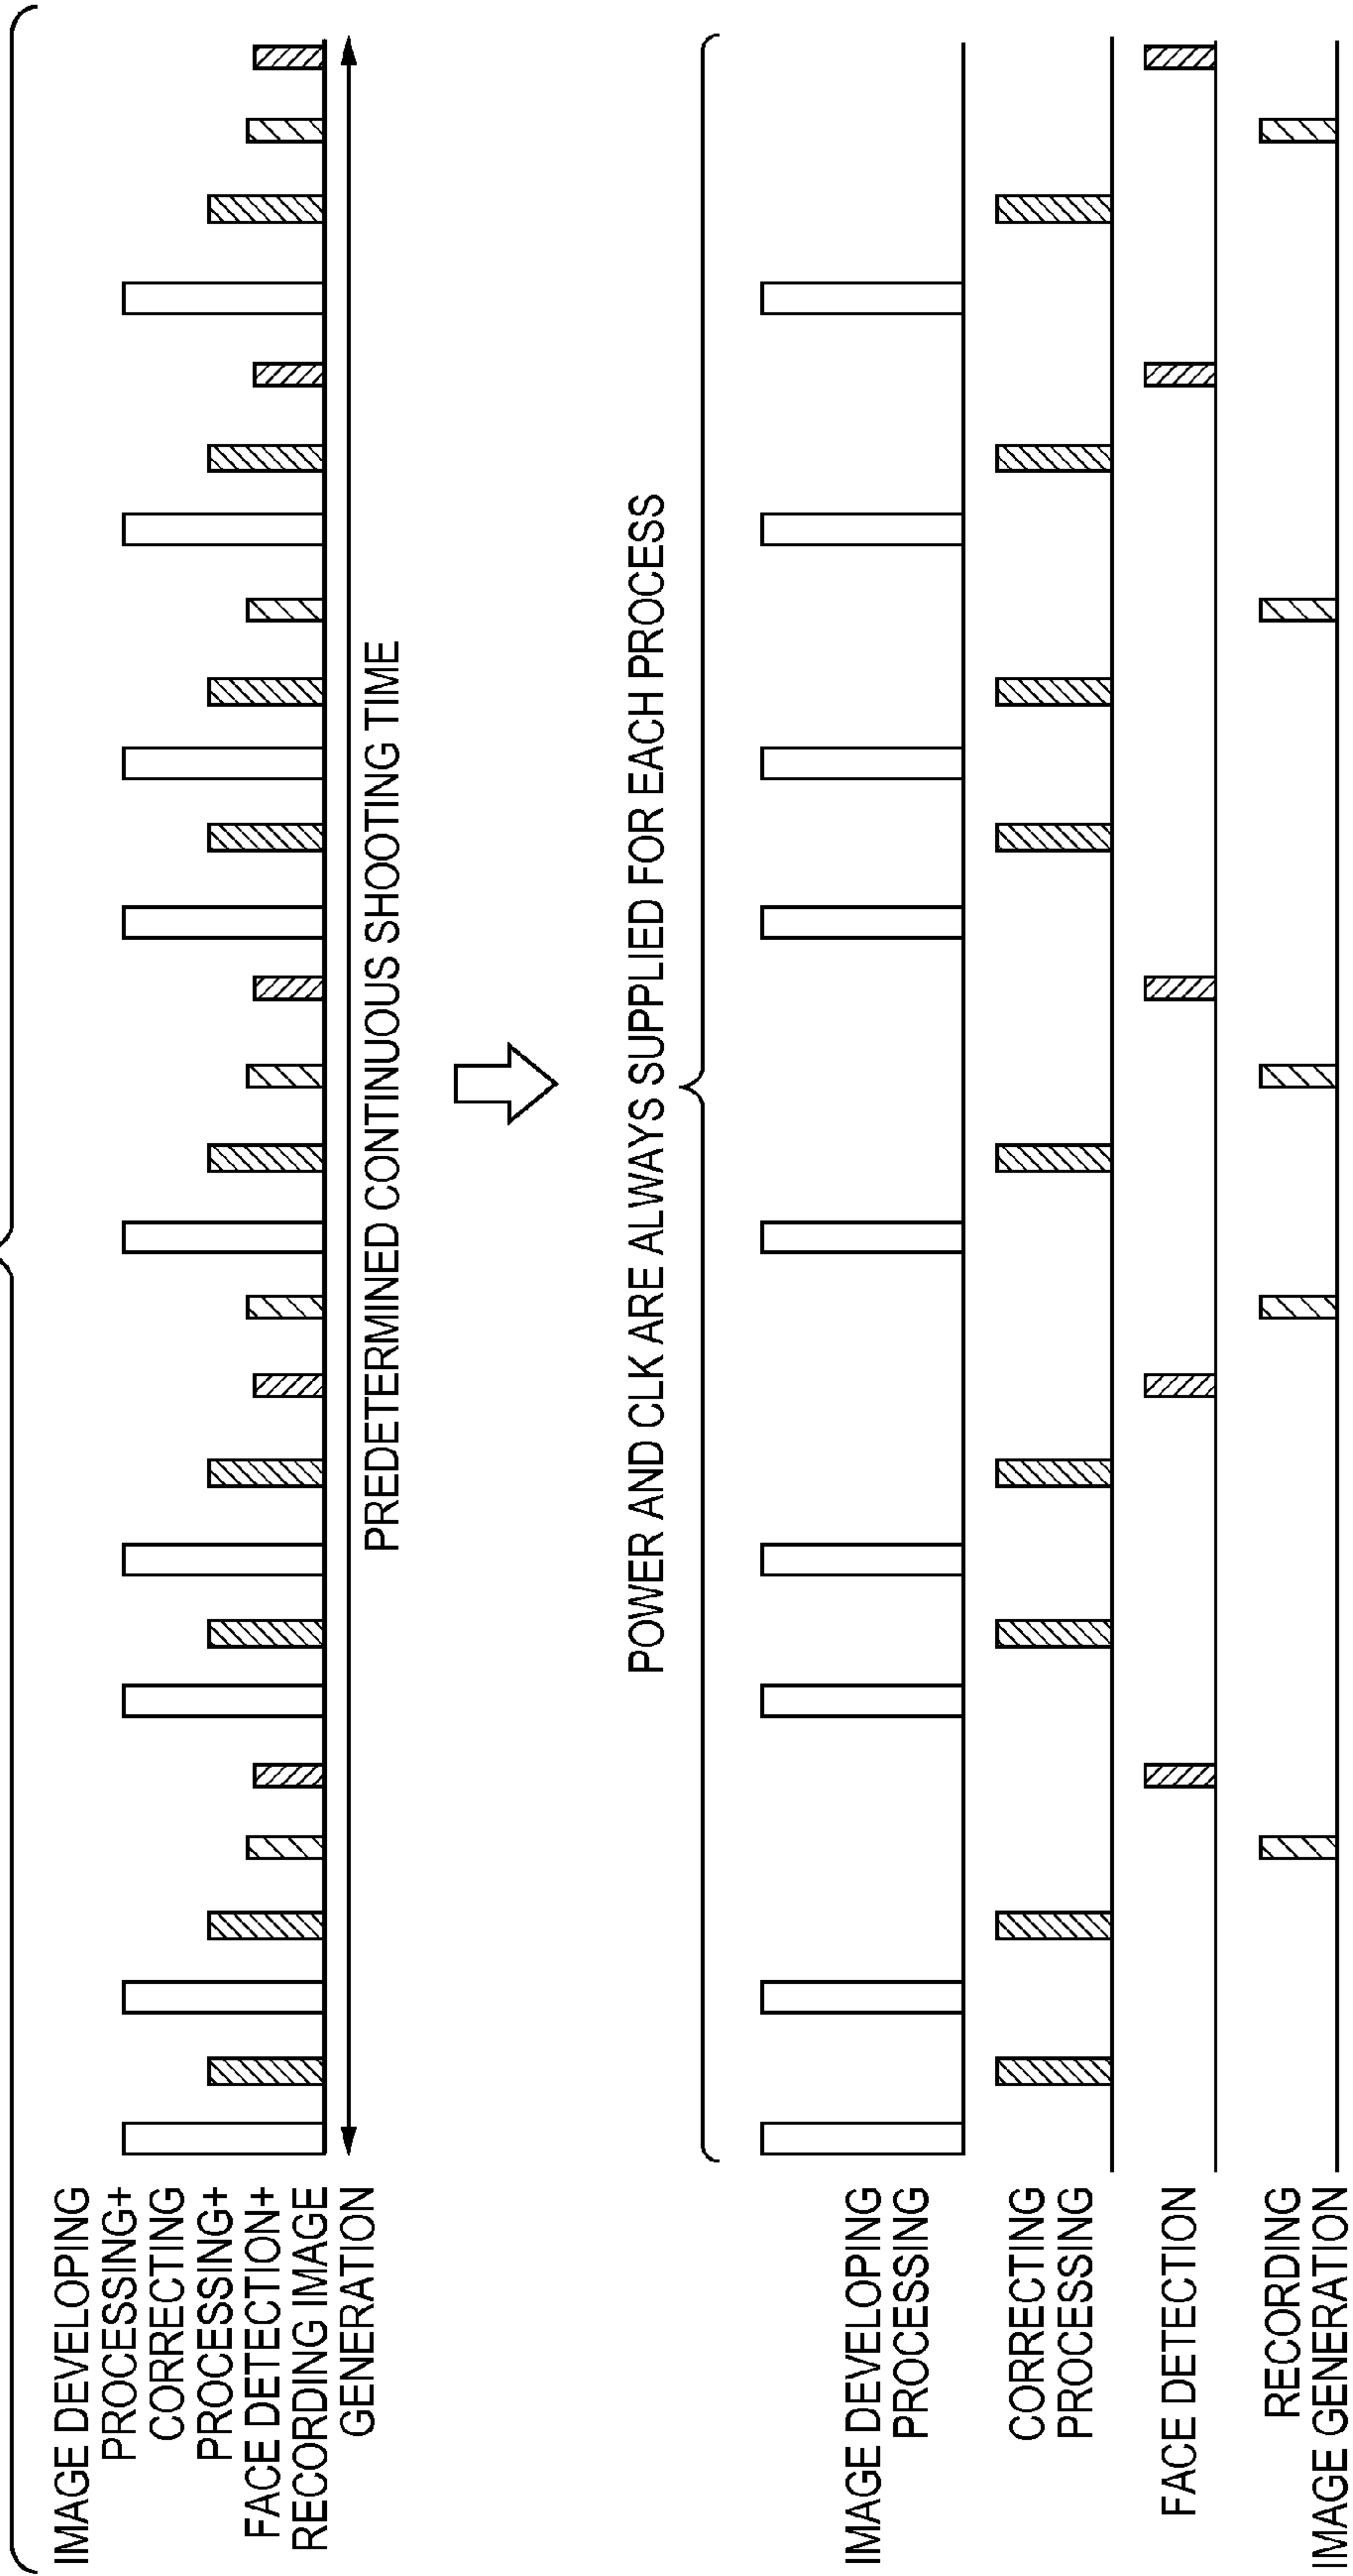 IMAGE DEVELOPING
PROCESSING+
CORRECTING
PROCESSING+
FACE DETECTION+
RECORDING IMAGE
GENERATION
PREDETERMINED CONTINUOUS SHOOTING TIME
POWER AND CLK ARE ALWAYS SUPPLIED FOR EACH PROCESS
IMAGE DEVELOPING
PROCESSING
CORRECTING
PROCESSING
FACE DETECTION
RECORDING
IMAGE GENERATION